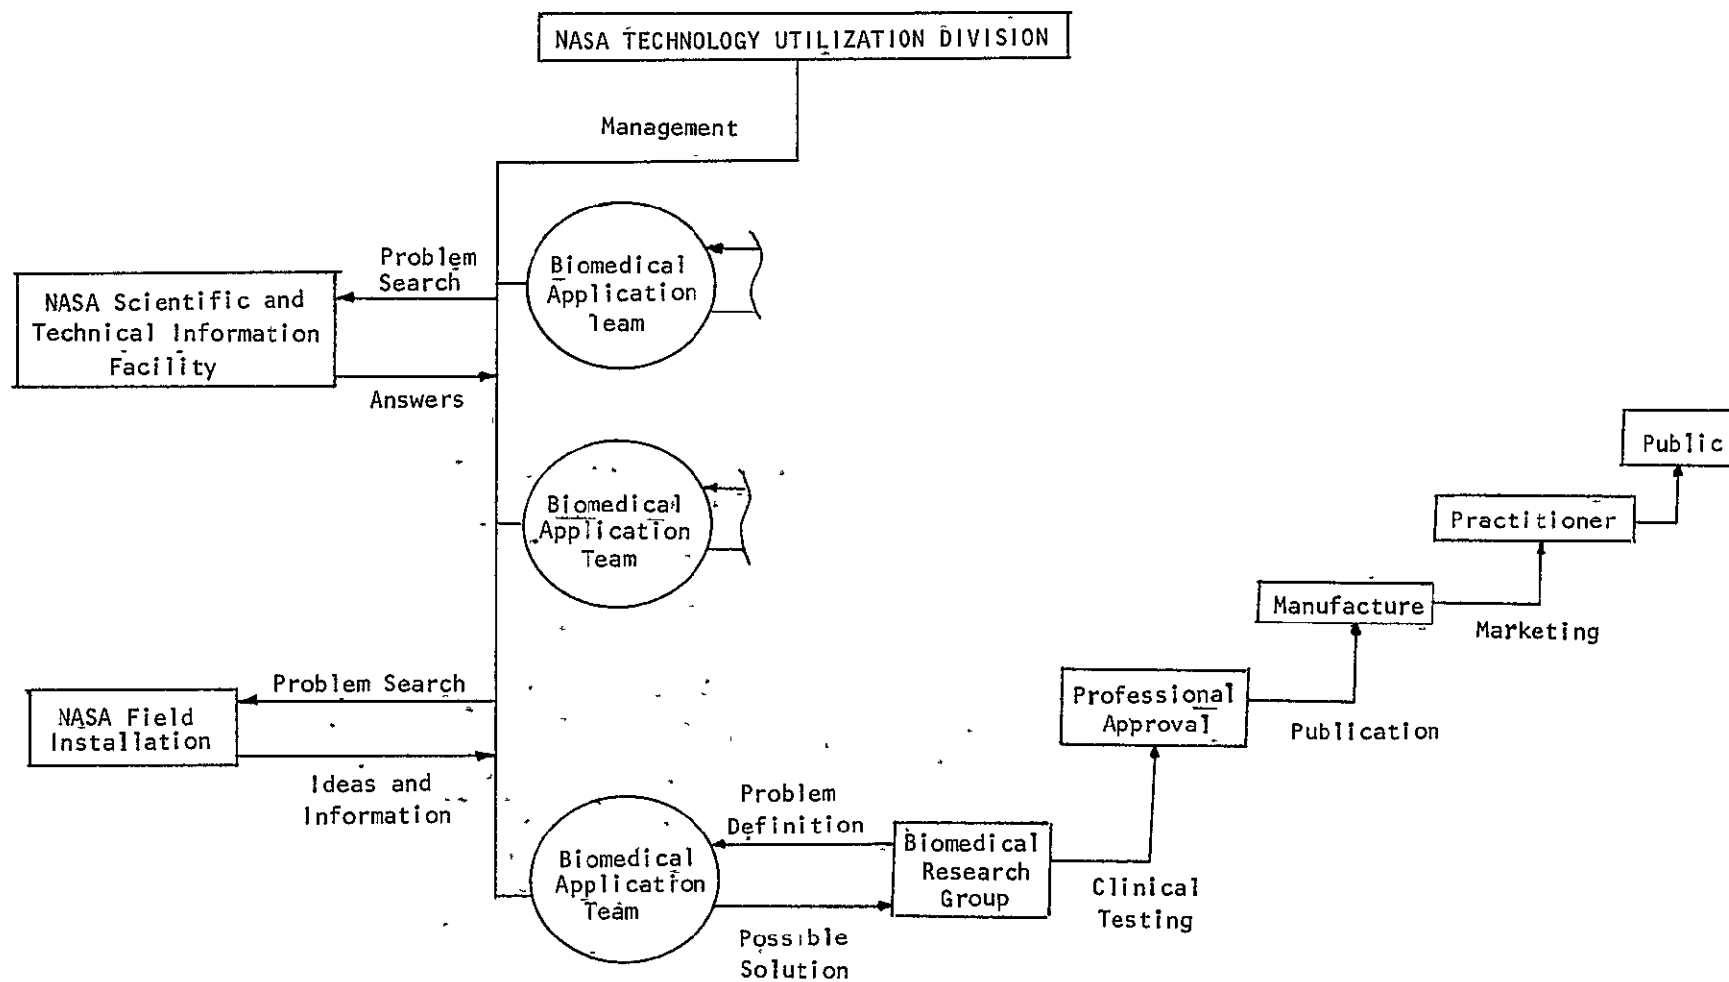 NASA TECHNOLOGY UTILIZATION DIVISION
Management
Problem
Search
Biomedical
Application
Team
NASA Scientific and
Technical Information
Facility
Answers
Biomedical
Application
Team
Public
Practitioner
Manufacture
Marketing
Problem Search
NASA Field
Installation
Ideas and
Information
Professional
Approval
Publication
Problem
Definition
Biomedical
Application
Team
Biomedical
Research
Group
Clinical
Testing
Possible
Solution